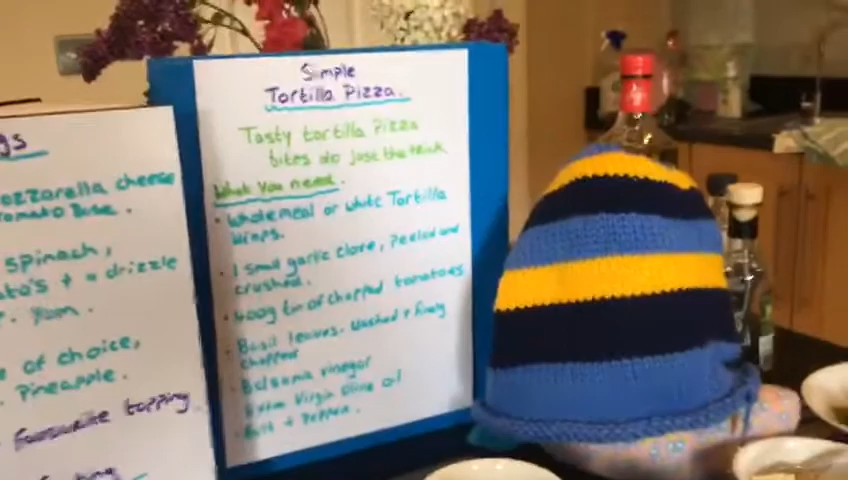 gs
ozzarella cheese
Tomato Base.
spinach,
ato's + a drizzle
. Yum.
e of choice,
. Pineapple.
favourite topping.
Simple
Tortilla Pizza.
Tasty tortilla Pizza
bites do just the trick
What you need.
• Wholemeal or white Tortilla
Wraps.
• 1 small garlic clove, Peeled and
crushed.
• 400g tin of chopped tomatoes
• Basil leaves. Washed + finely
chopped
• Balsamic vinegar
• Extra Virgin Olive oil
• Salt + Pepper.